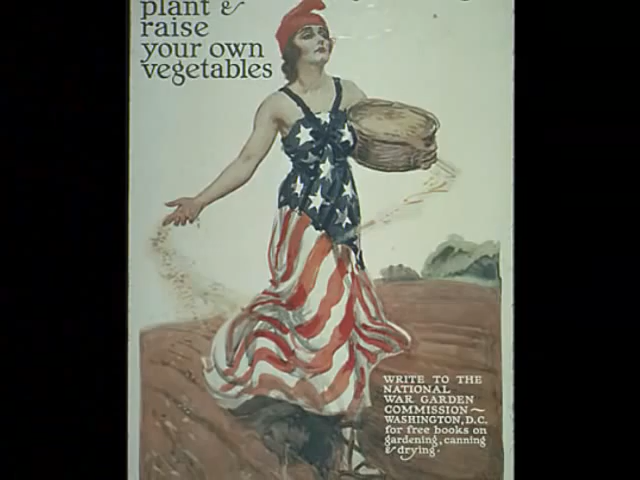 plant &
raise
your own
vegetables
WRITE TO THE
NATIONAL
WAR GARDEN
COMMISSION~
WASHINGTON, D.C.
for free books on
gardening, canning
& drying.